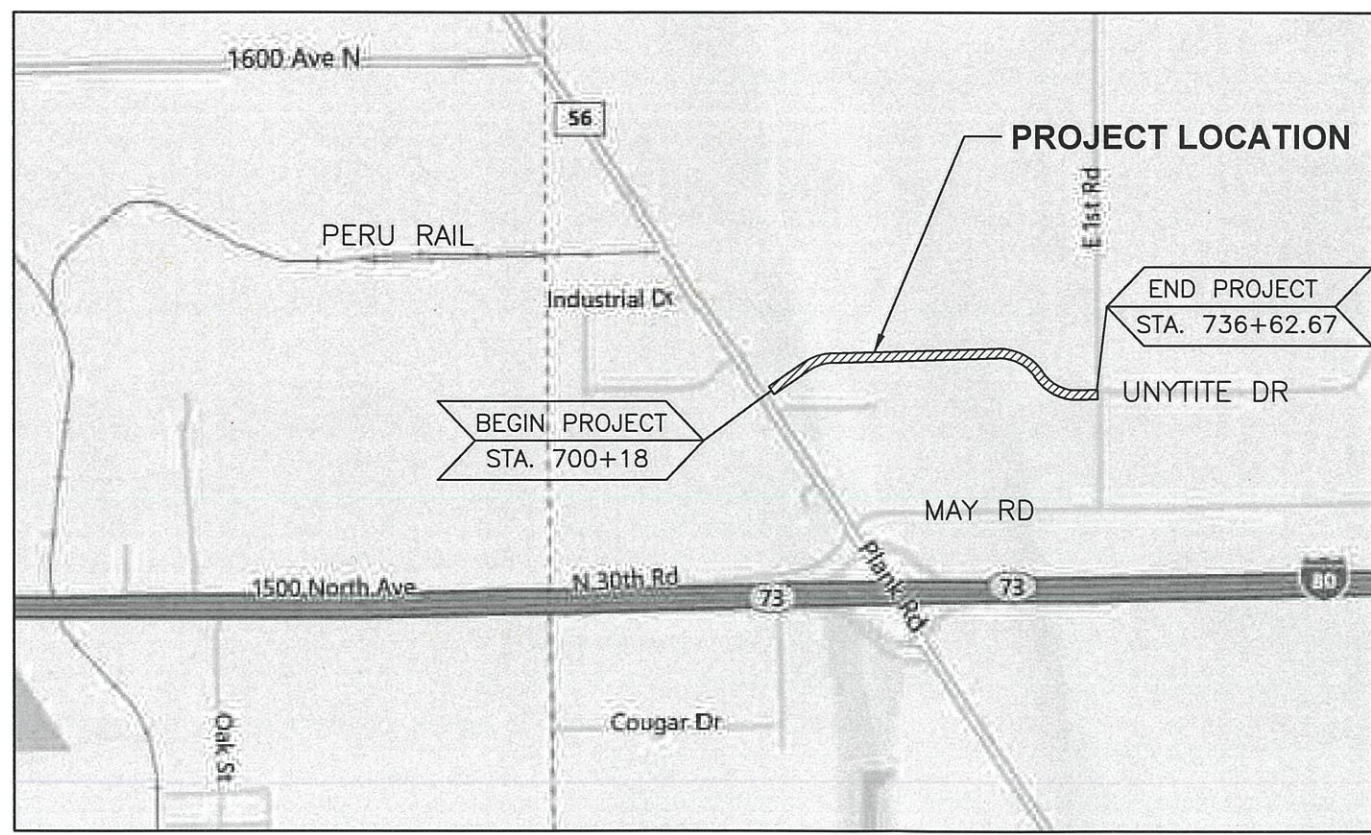 1600 Ave N
56
PROJECT LOCATION
E 1st Rd
PERU RAIL
Industrial Dr
END PROJECT
STA. 736+62.67
UNYTITE DR
BEGIN PROJECT
STA. 700+18
MAY RD
Plank Rd
1500 North Ave
N 30th Rd
73
73
80
Oak St
Cougar Dr